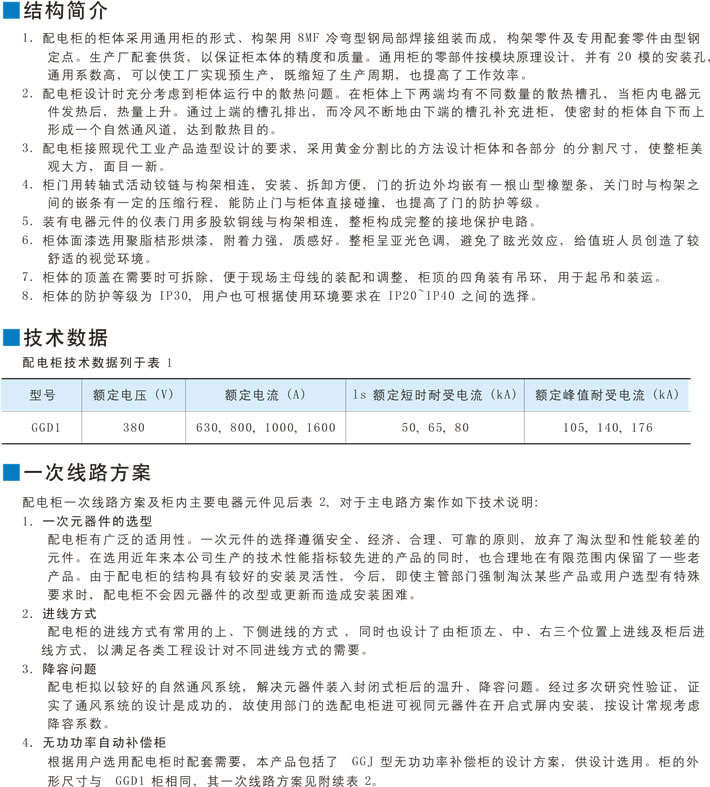 结构简介
1. 配电柜的柜体采用通用柜的形式、构架用 8MF 冷弯型钢局部焊接组装而成，构架零件及专用配套零件由型钢
定点。生产厂配套供货，以保证柜本体的精度和质量。通用柜的零部件按模块原理设计，并有 20 模的安装孔，
通用系数高，可以使工厂实现预生产，既缩短了生产周期，也提高了工作效率。
2. 配电柜设计时充分考虑到柜体运行中的散热问题。在柜体上下两端均有不同数量的散热槽孔，当柜内电器元
件发热后，热量上升。通过上端的槽孔排出，而冷风不断地由下端的槽孔补充进柜，使密封的柜体自下而上
形成一个自然通风道，达到散热目的。
3. 配电柜接照现代工业产品造型设计的要求，采用黄金分割比的方法设计柜体和各部分 的分割尺寸，使整柜美
观大方，面目一新。
4. 柜门用转轴式活动铰链与构架相连，安装、拆卸方便，门的折边外均嵌有一根山型橡塑条，关门时与构架之
间的嵌条有一定的压缩行程，能防止门与柜体直接碰撞，也提高了门的防护等级。
5. 装有电器元件的仪表门用多股软铜线与构架相连，整柜构成完整的接地保护电路。
6. 柜体面漆选用聚脂桔形烘漆，附着力强，质感好。整柜呈亚光色调，避免了眩光效应，给值班人员创造了较
舒适的视觉环境。
7. 柜体的顶盖在需要时可拆除，便于现场主母线的装配和调整，柜顶的四角装有吊环，用于起吊和装运。
8. 柜体的防护等级为 IP30，用户也可根据使用环境要求在 IP20~IP40 之间的选择。
技术数据
配电柜技术数据列于表 1
型号 额定电压（V） 额定电流（A） 1s 额定短时耐受电流（kA） 额定峰值耐受电流（kA）
GGD1 380 630, 800, 1000, 1600 50, 65, 80 105, 140, 176
一次线路方案
配电柜一次线路方案及柜内主要电器元件见后表 2，对于主电路方案作如下技术说明:
1. 一次元器件的选型
配电柜有广泛的适用性。一次元件的选择遵循安全、经济、合理、可靠的原则，放弃了淘汰型和性能较差的
元件。在选用近年来本公司生产的技术性能指标较先进的产品的同时，也合理地在有限范围内保留了一些老
产品。由于配电柜的结构具有较好的安装灵活性，今后，即使主管部门强制淘汰某些产品或用户选型有特殊
要求时，配电柜不会因元器件的改型或更新而造成安装困难。
2. 进线方式
配电柜的进线方式有常用的上、下侧进线的方式 ，同时也设计了由柜顶左、中、右三个位置上进线及柜后进
线方式，以满足各类工程设计对不同进线方式的需要。
3. 降容问题
配电柜拟以较好的自然通风系统，解决元器件装入封闭式柜后的温升、降容问题。经过多次研究性验证，证
实了通风系统的设计是成功的，故使用部门的选配电柜进可视同元器件在开启式屏内安装，按设计常规考虑
降容系数。
4. 无功功率自动补偿柜
根据用户选用配电柜时配套需要，本产品包括了 GGJ 型无功功率补偿柜的设计方案，供设计选用。柜的外
形尺寸与 GGD1 柜相同，其一次线路方案见附续表 2。